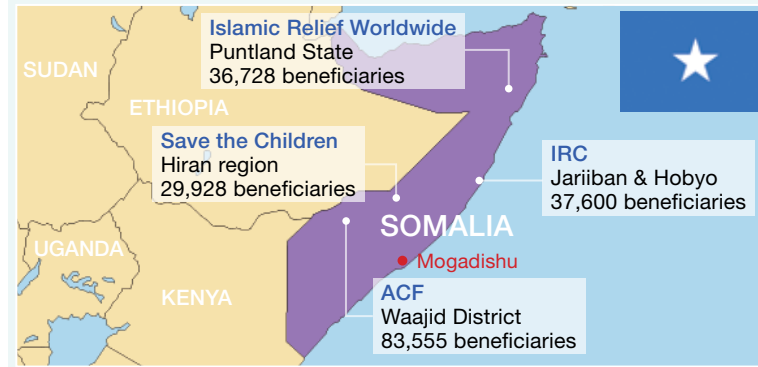 Islamic Relief Worldwide
Puntland State
36,728 beneficiaries
SUDAN
ETHIOPIA
Save the Children
Hiran region
29,928 beneficiaries
IRC
Jariiban & Hobyo
37,600 beneficiaries
SOMALIA
UGANDA
Mogadishu
KENYA
ACF
Waajid District
83,555 beneficiaries